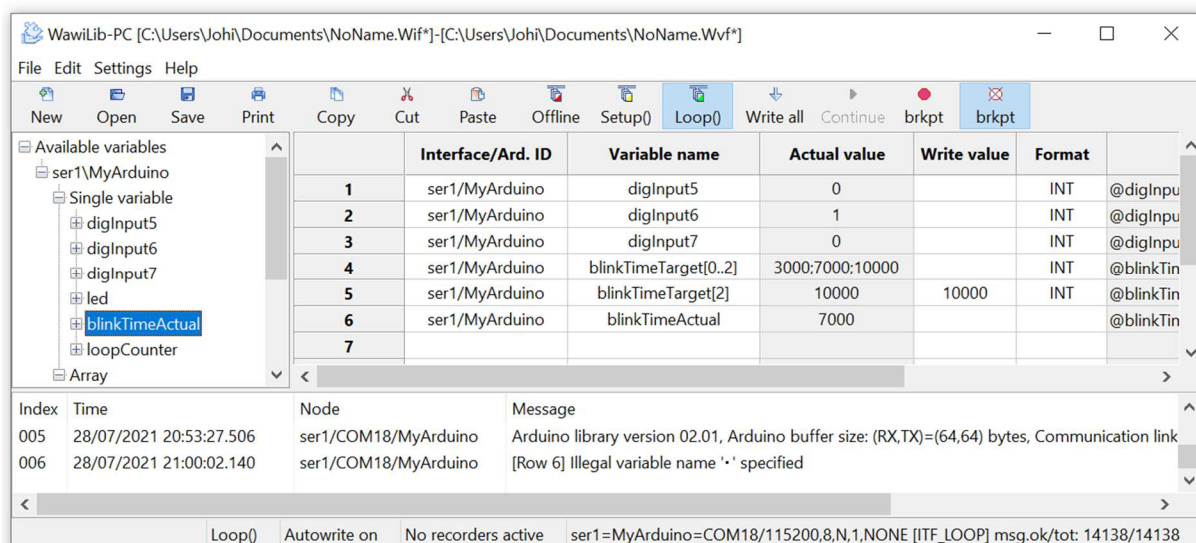 WawiLib-PC [C:\Users\Johi\Documents\NoName.Wif*]-[C:\Users\Johi\Documents\NoName.Wvf*]
File Edit Settings Help
New Open Save Print Copy Cut Paste Offline Setup() Loop() Write all Continue brkpt brkpt
Available variables
ser1\MyArduino
Single variable
digInput5
digInput6
digInput7
led
blinkTimeActual
loopCounter
Array
Interface/Ard. ID Variable name Actual value Write value Format
1 ser1/MyArduino digInput5 0 INT @digInpu
2 ser1/MyArduino digInput6 1 INT @digInpu
3 ser1/MyArduino digInput7 0 INT @digInpu
4 ser1/MyArduino blinkTimeTarget[0..2] 3000;7000;10000 INT @blinkTin
5 ser1/MyArduino blinkTimeTarget[2] 10000 10000 INT @blinkTin
6 ser1/MyArduino blinkTimeActual 7000 @blinkTin
7
Index Time Node Message
005 28/07/2021 20:53:27.506 ser1/COM18/MyArduino Arduino library version 02.01, Arduino buffer size: (RX,TX)=(64,64) bytes, Communication link
006 28/07/2021 21:00:02.140 ser1/COM18/MyArduino [Row 6] Illegal variable name '·' specified
Loop() Autowrite on No recorders active ser1=MyArduino=COM18/115200,8,N,1,NONE [ITF_LOOP] msg.ok/tot: 14138/14138